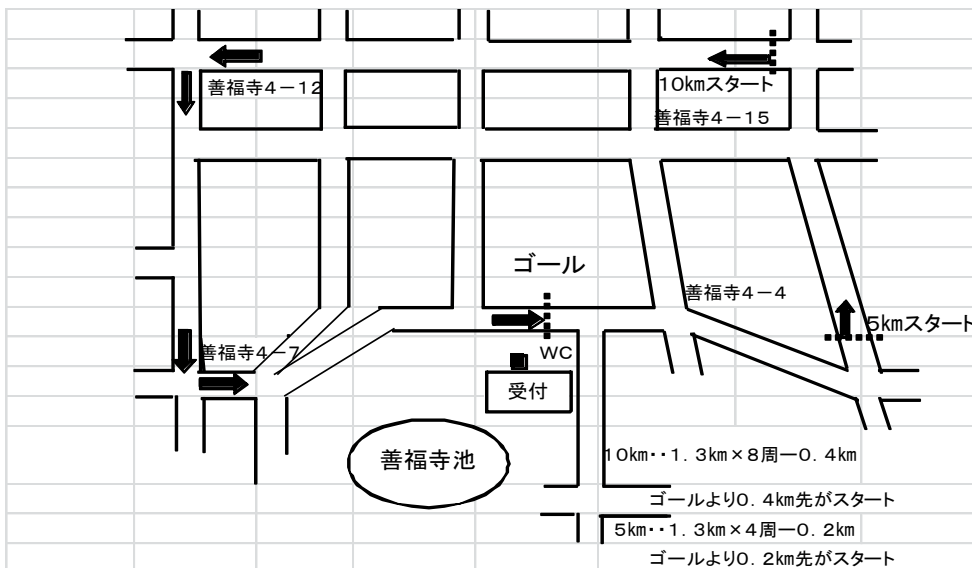 善福寺4－12
10kmスタート
善福寺4－15
ゴール
善福寺4－4
5kmスタート
善福寺4－7
WC
受付
善福寺池
10km・・1．3km×8周ー0．4km
ゴールより0．4km先がスタート
5km・・1．3km×4周ー0．2km
ゴールより0．2km先がスタート